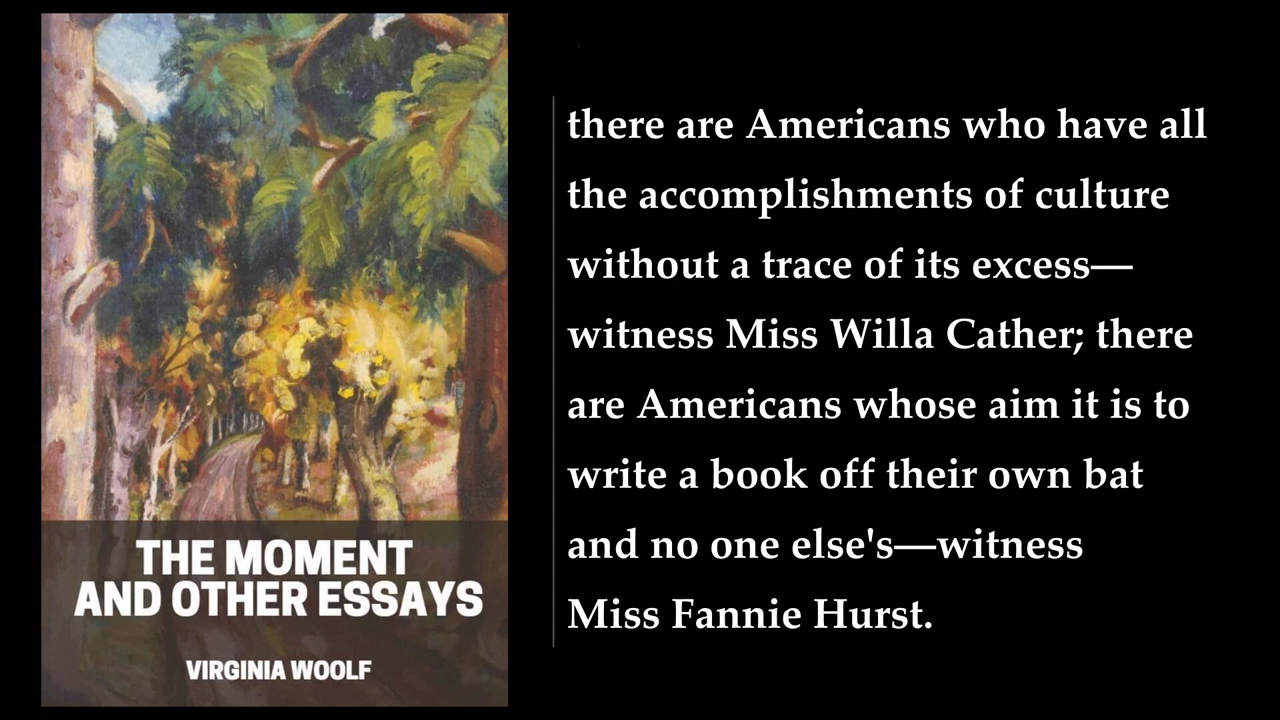 THE MOMENT
AND OTHER ESSAYS
VIRGINIA WOOLF
there are Americans who have all
the accomplishments of culture
without a trace of its excess—
witness Miss Willa Cather; there
are Americans whose aim it is to
write a book off their own bat
and no one else's—witness
Miss Fannie Hurst.